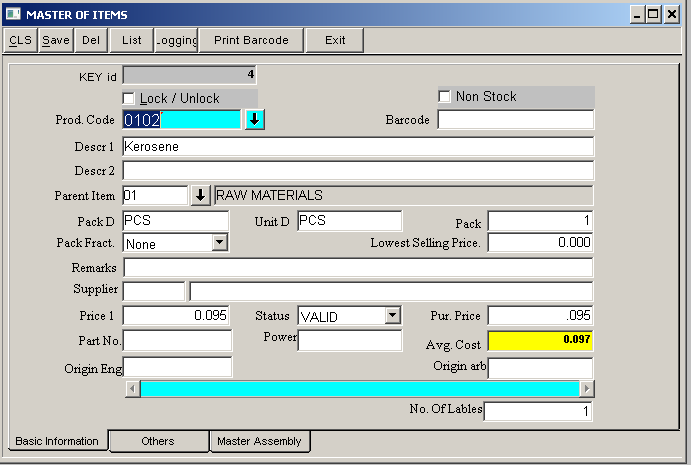 MASTER OF ITEMS
CLS Save Del List Logging Print Barcode Exit
KEY id 4
Lock / Unlock Non Stock
Prod. Code 0102 Barcode
Descr 1 Kerosene
Descr 2
Parent Item 01 RAW MATERIALS
Pack D PCS Unit D PCS Pack 1
Pack Fract. None Lowest Selling Price. 0.000
Remarks
Supplier
Price 1 0.095 Status VALID Pur. Price .095
Part No. Power Avg. Cost 0.097
Origin Eng Origin arb
No. Of Lables 1
Basic Information Others Master Assembly